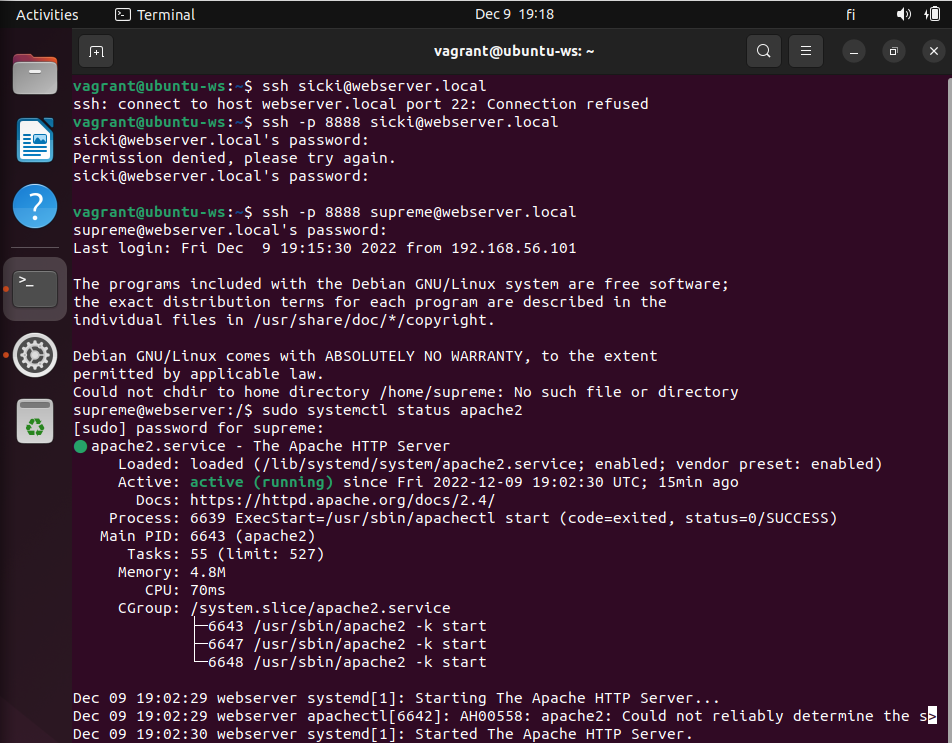 Activities Terminal Dec 9 19:18 fi
vagrant@ubuntu-ws: ~
vagrant@ubuntu-ws:~$ ssh sicki@webserver.local
ssh: connect to host webserver.local port 22: Connection refused
vagrant@ubuntu-ws:~$ ssh -p 8888 sicki@webserver.local
sicki@webserver.local's password:
Permission denied, please try again.
sicki@webserver.local's password:
vagrant@ubuntu-ws:~$ ssh -p 8888 supreme@webserver.local
supreme@webserver.local's password:
Last login: Fri Dec  9 19:15:30 2022 from 192.168.56.101
The programs included with the Debian GNU/Linux system are free software;
the exact distribution terms for each program are described in the
individual files in /usr/share/doc/*/copyright.
Debian GNU/Linux comes with ABSOLUTELY NO WARRANTY, to the extent
permitted by applicable law.
Could not chdir to home directory /home/supreme: No such file or directory
supreme@webserver:/$ sudo systemctl status apache2
[sudo] password for supreme:
● apache2.service - The Apache HTTP Server
Loaded: loaded (/lib/systemd/system/apache2.service; enabled; vendor preset: enabled)
Active: active (running) since Fri 2022-12-09 19:02:30 UTC; 15min ago
Docs: https://httpd.apache.org/docs/2.4/
Process: 6639 ExecStart=/usr/sbin/apachectl start (code=exited, status=0/SUCCESS)
Main PID: 6643 (apache2)
Tasks: 55 (limit: 527)
Memory: 4.8M
CPU: 70ms
CGroup: /system.slice/apache2.service
├─6643 /usr/sbin/apache2 -k start
├─6647 /usr/sbin/apache2 -k start
└─6648 /usr/sbin/apache2 -k start
Dec 09 19:02:29 webserver systemd[1]: Starting The Apache HTTP Server...
Dec 09 19:02:29 webserver apachectl[6642]: AH00558: apache2: Could not reliably determine the s>
Dec 09 19:02:30 webserver systemd[1]: Started The Apache HTTP Server.